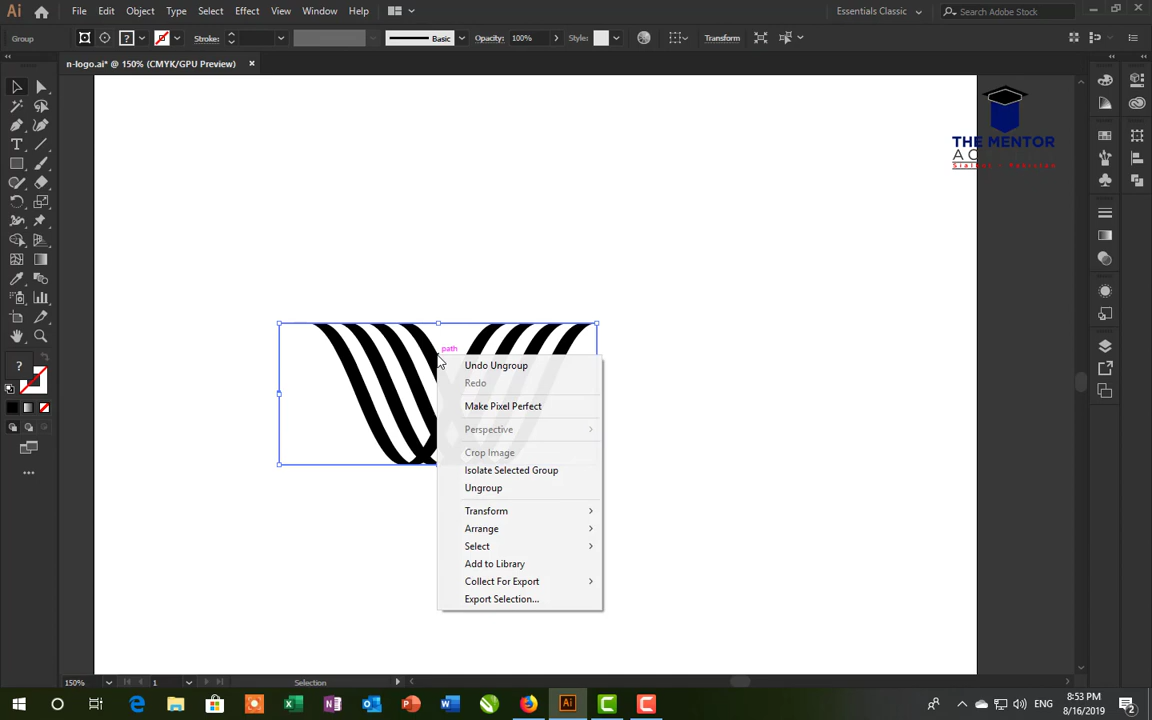 Ai
File Edit Object Type Select Effect View Window Help
Essentials Classic
Search Adobe Stock
Group
?
Stroke:
Basic
Opacity: 100%
Style:
Transform
n-logo.ai* @ 150% (CMYK/GPU Preview)
THE MENTOR
path
Undo Ungroup
Redo
Make Pixel Perfect
Perspective
Crop Image
Isolate Selected Group
Ungroup
Transform
Arrange
Select
Add to Library
Collect For Export
Export Selection...
?
150%
1
Selection
Ai
ENG
8:53 PM
8/16/2019
2